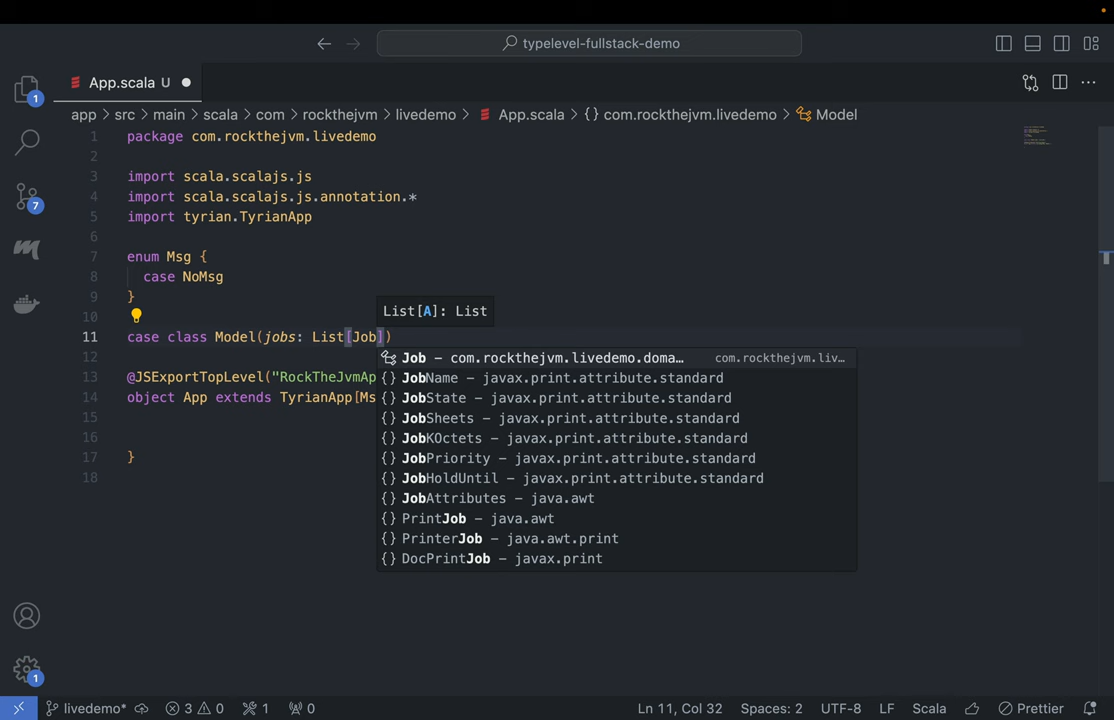 typelevel-fullstack-demo
App.scala U
app > src > main > scala > com > rockthejvm > livedemo > App.scala > {} com.rockthejvm.livedemo > Model
1 package com.rockthejvm.livedemo
2
3 import scala.scalajs.js
4 import scala.scalajs.js.annotation.*
5 import tyrian.TyrianApp
6
7 enum Msg {
8 case NoMsg
9 }
10
List[A]: List
11 case class Model(jobs: List[Job])
12
Job – com.rockthejvm.livedemo.doma… com.rockthejvm.liv…
13 @JSExportTopLevel("RockTheJvmAp
{} JobName – javax.print.attribute.standard
14 object App extends TyrianApp[Ms
{} JobState – javax.print.attribute.standard
15
{} JobSheets – javax.print.attribute.standard
16
{} JobKOctets – javax.print.attribute.standard
17 }
{} JobPriority – javax.print.attribute.standard
18
{} JobHoldUntil – javax.print.attribute.standard
{} JobAttributes – java.awt
{} PrintJob – java.awt
{} PrinterJob – java.awt.print
{} DocPrintJob – javax.print
1
7
1
livedemo* 3 0 1 0 Ln 11, Col 32 Spaces: 2 UTF-8 LF Scala Prettier